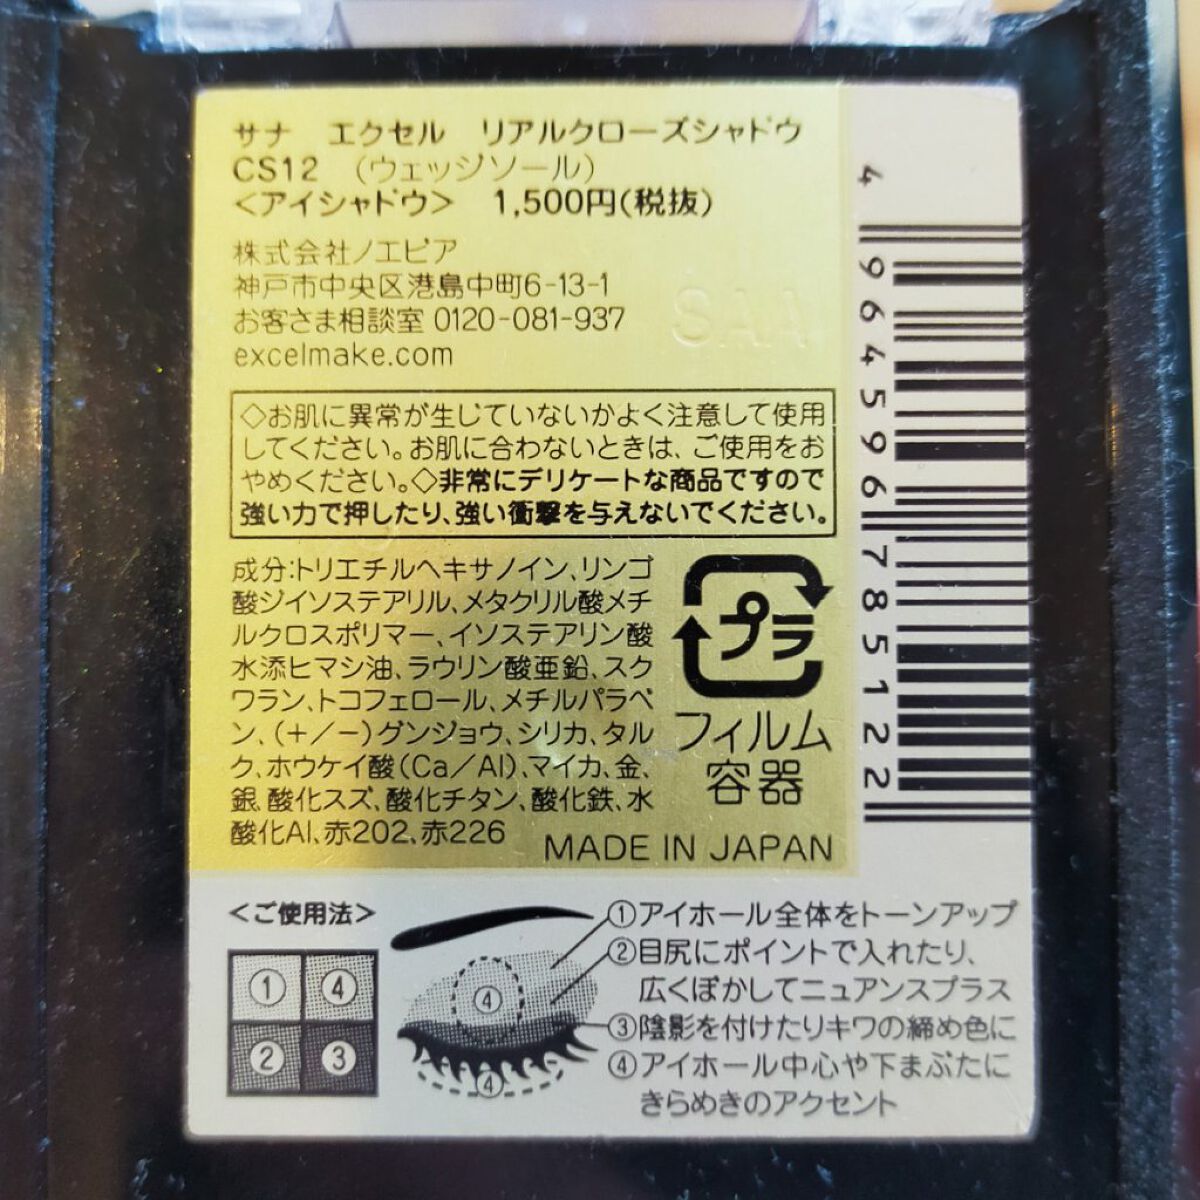 サナ エクセル リアルクローズシャドウ
CS12 (ウェッジソール)
<アイシャドウ> 1,500円(税抜)
株式会社ノエビア
神戸市中央区港島中町6-13-1
お客さま相談室 0120-081-937
excelmake.com
SAA
◇お肌に異常が生じていないかよく注意して使用
してください。お肌に合わないときは、ご使用をお
やめください。◇非常にデリケートな商品ですので
強い力で押したり、強い衝撃を与えないでください。
成分:トリエチルヘキサノイン、リンゴ
酸ジイソステアリル、メタクリル酸メチ
ルクロスポリマー、イソステアリン酸
水添ヒマシ油、ラウリン酸亜鉛、スク
ワラン、トコフェロール、メチルパラベ
ン、(+/-)グンジョウ、シリカ、タル
ク、ホウケイ酸(Ca/Al)、マイカ、金、
銀、酸化スズ、酸化チタン、酸化鉄、水
酸化Al、赤202、赤226
プラ
フィルム
容器
MADE IN JAPAN
4 964596 785122
<ご使用法>
① ④
② ③
④
④
①アイホール全体をトーンアップ
②目尻にポイントで入れたり、
広くぼかしてニュアンスプラス
③陰影を付けたりキワの締め色に
④アイホール中心や下まぶたに
きらめきのアクセント